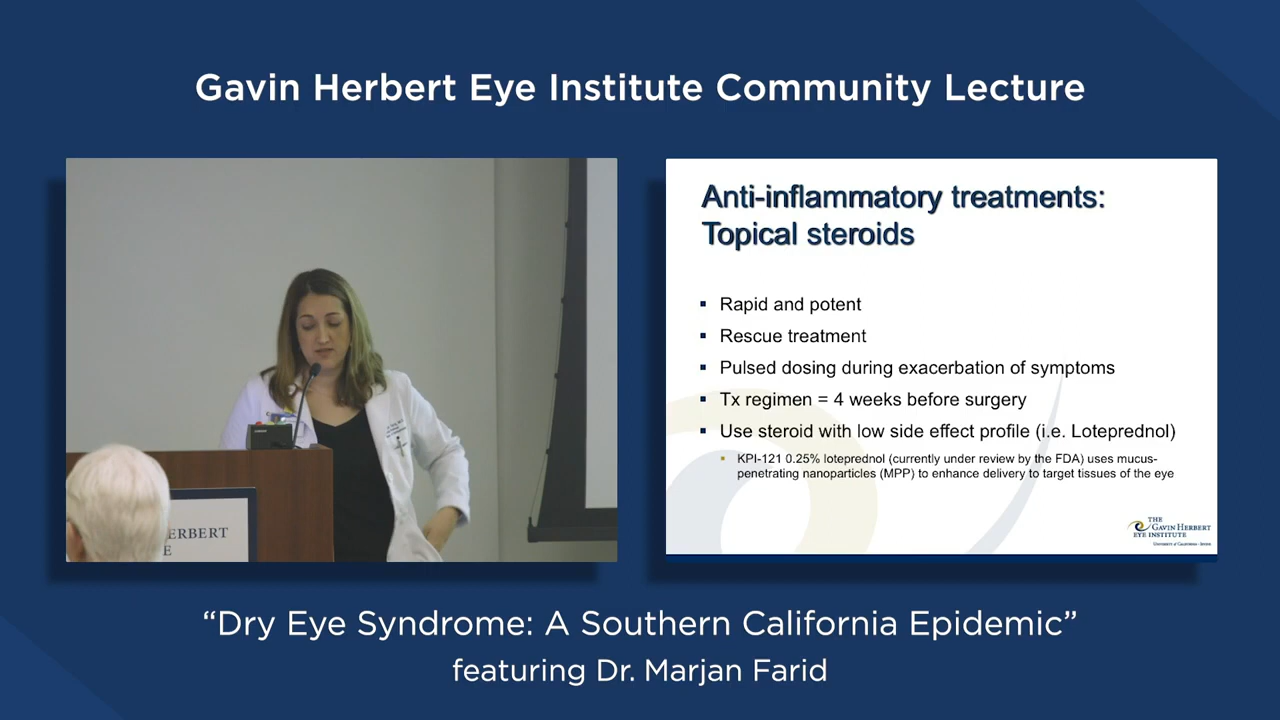 Gavin Herbert Eye Institute Community Lecture
ERBERT
E
Anti-inflammatory treatments:
Topical steroids
Rapid and potent
Rescue treatment
Pulsed dosing during exacerbation of symptoms
Tx regimen = 4 weeks before surgery
Use steroid with low side effect profile (i.e. Loteprednol)
KPI-121 0.25% loteprednol (currently under review by the FDA) uses mucus-
penetrating nanoparticles (MPP) to enhance delivery to target tissues of the eye
THE
GAVIN HERBERT
EYE INSTITUTE
UNIVERSITY of CALIFORNIA • IRVINE
“Dry Eye Syndrome: A Southern California Epidemic”
featuring Dr. Marjan Farid